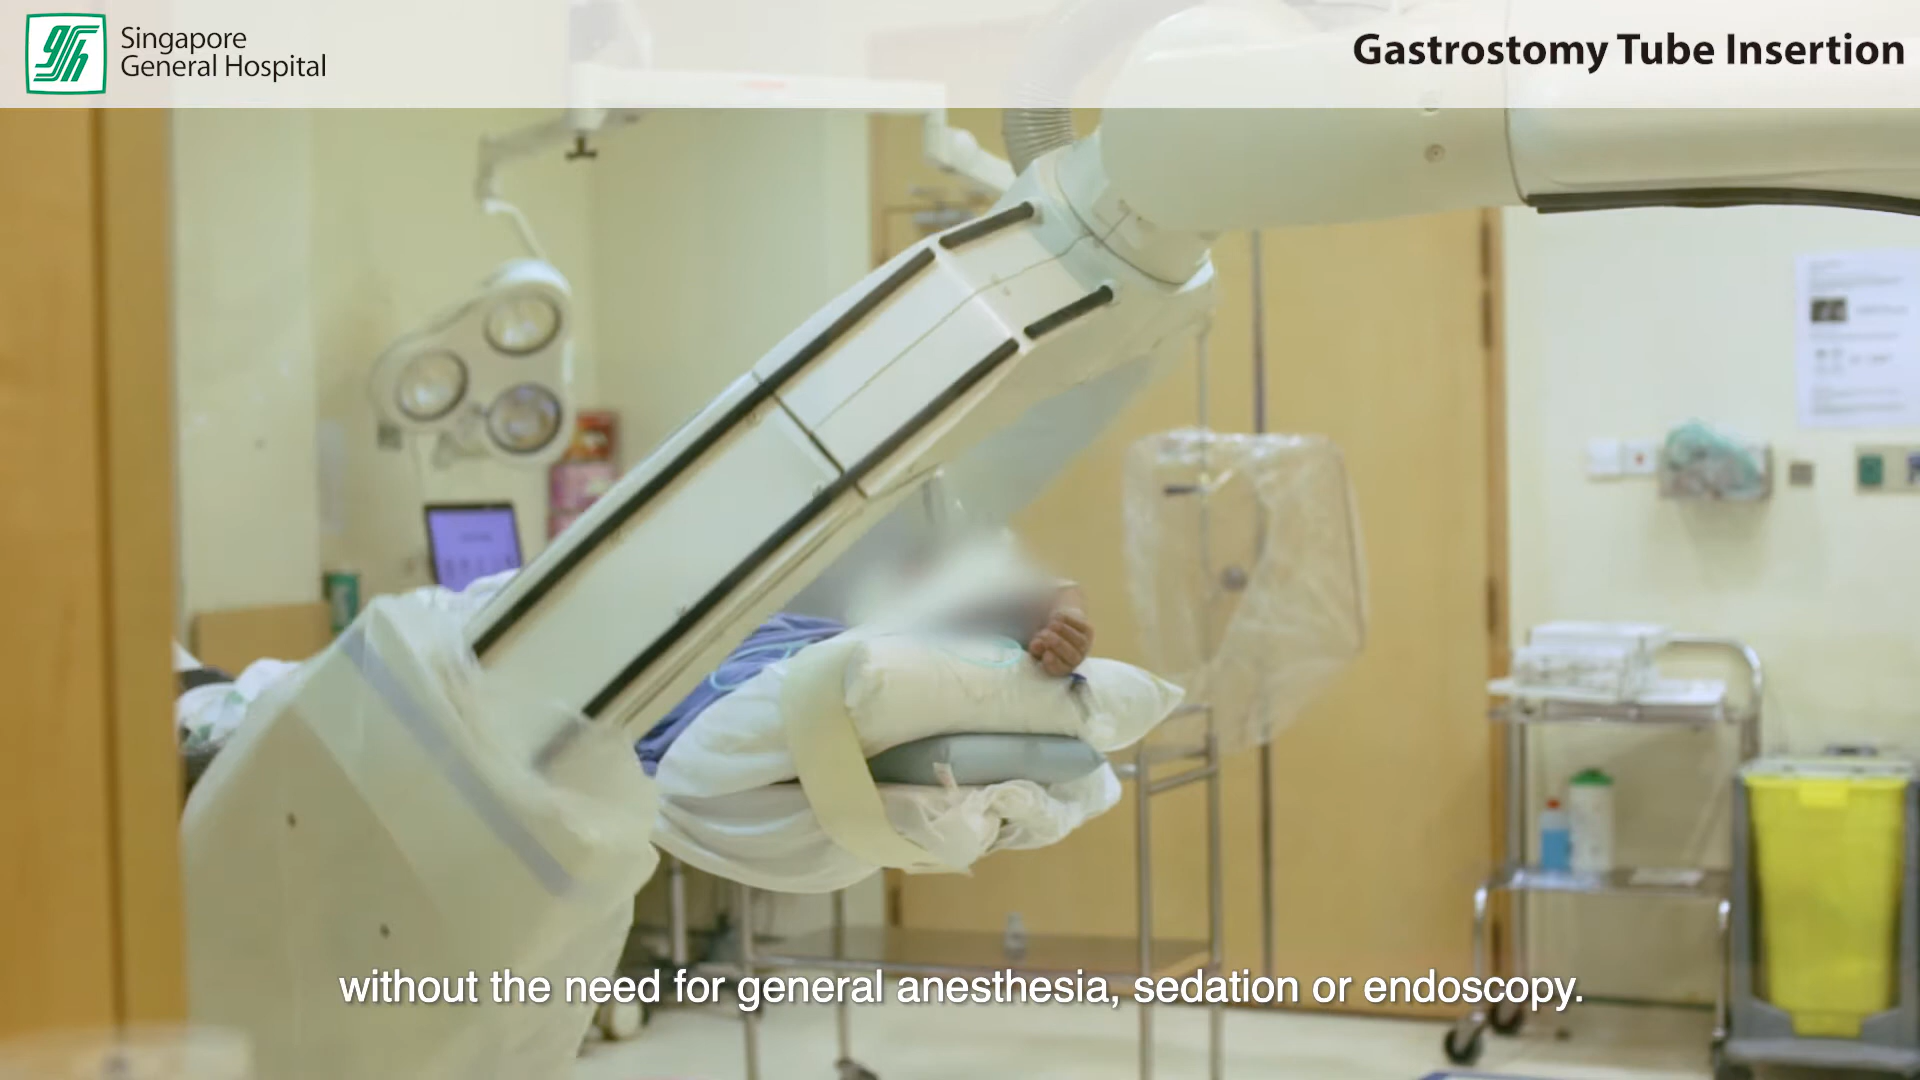 Singapore
General Hospital
Gastrostomy Tube Insertion
without the need for general anesthesia, sedation or endoscopy.